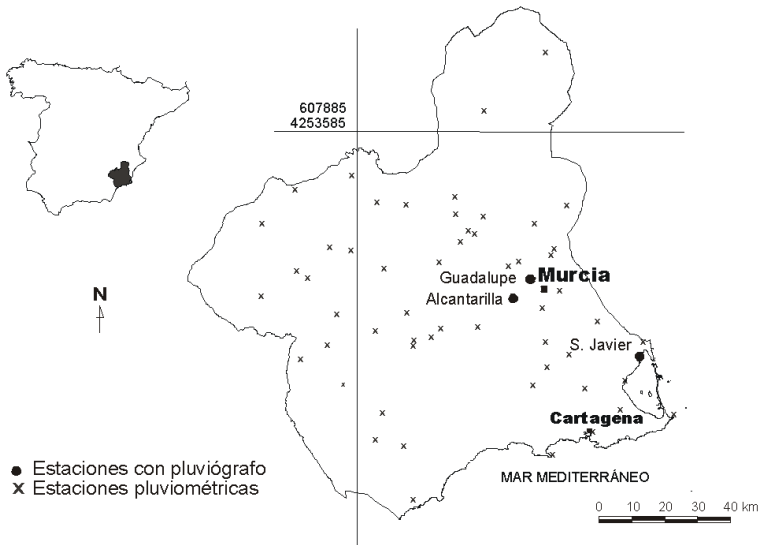 607885
4253585
Guadalupe
Murcia
Alcantarilla
N
S. Javier
Cartagena
Estaciones con pluviógrafo
Estaciones pluviométricas
MAR MEDITERRÁNEO
0 10 20 30 40 km